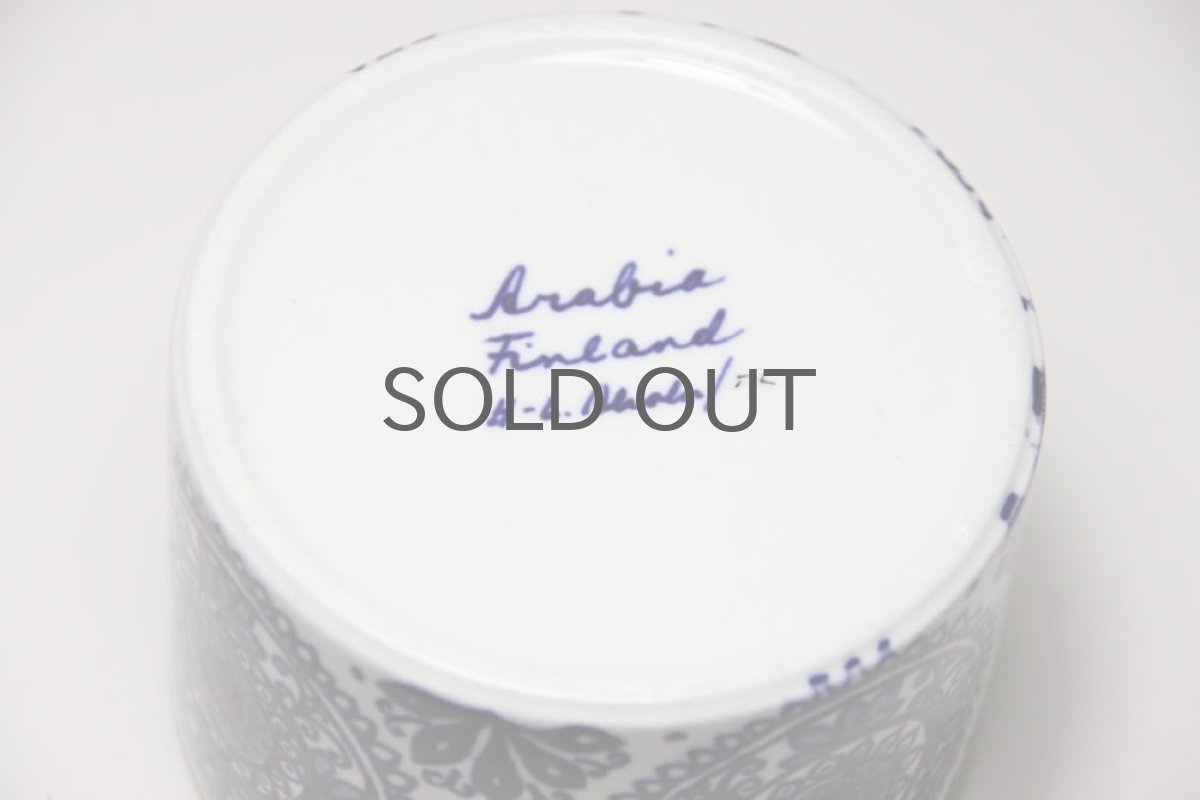 Arabia
Finland
SOLD OUT
H-L.